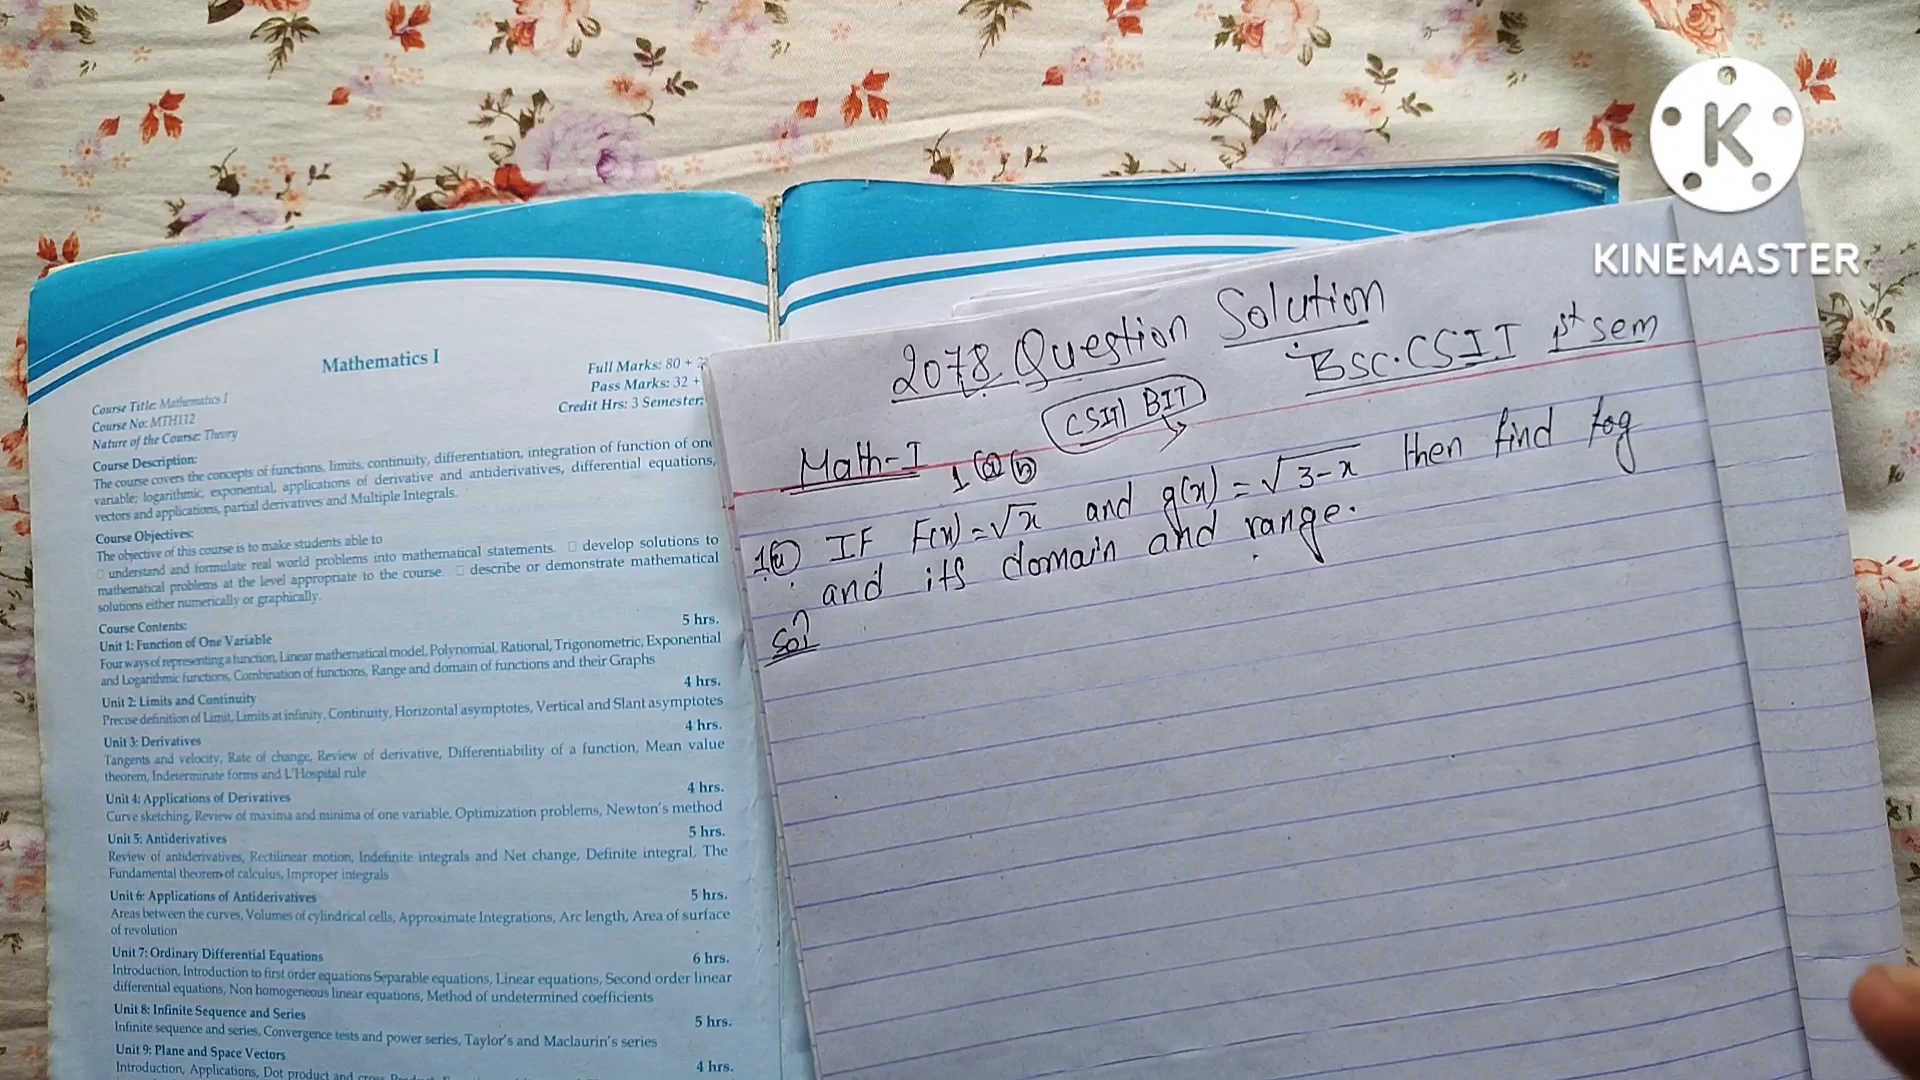 K
KINEMASTER
Mathematics I
Full Marks: 80 + 2
Pass Marks: 32 +
Credit Hrs: 3 Semester:
Course Title: Mathematics I
Course No: MTH112
Nature of the Course: Theory
Course Description:
The course covers the concepts of functions, limits, continuity, differentiation, integration of function of one
variable; logarithmic, exponential, applications of derivative and antiderivatives, differential equations,
vectors and applications, partial derivatives and Multiple Integrals.
Course Objectives:
The objective of this course is to make students able to
□ understand and formulate real world problems into mathematical statements. □ develop solutions to
mathematical problems at the level appropriate to the course. □ describe or demonstrate mathematical
solutions either numerically or graphically.
Course Contents:
Unit 1: Function of One Variable 5 hrs.
Four ways of representing a function, Linear mathematical model, Polynomial, Rational, Trigonometric, Exponential
and Logarithmic functions, Combination of functions, Range and domain of functions and their Graphs
Unit 2: Limits and Continuity 4 hrs.
Precise definition of Limit, Limits at infinity, Continuity, Horizontal asymptotes, Vertical and Slant asymptotes
Unit 3: Derivatives 4 hrs.
Tangents and velocity, Rate of change, Review of derivative, Differentiability of a function, Mean value
theorem, Indeterminate forms and L'Hospital rule
Unit 4: Applications of Derivatives 4 hrs.
Curve sketching, Review of maxima and minima of one variable, Optimization problems, Newton's method
Unit 5: Antiderivatives 5 hrs.
Review of antiderivatives, Rectilinear motion, Indefinite integrals and Net change, Definite integral, The
Fundamental theorem of calculus, Improper integrals
Unit 6: Applications of Antiderivatives 5 hrs.
Areas between the curves, Volumes of cylindrical cells, Approximate Integrations, Arc length, Area of surface
of revolution
Unit 7: Ordinary Differential Equations 6 hrs.
Introduction, Introduction to first order equations Separable equations, Linear equations, Second order linear
differential equations, Non homogeneous linear equations, Method of undetermined coefficients
Unit 8: Infinite Sequence and Series 5 hrs.
Infinite sequence and series, Convergence tests and power series, Taylor's and Maclaurin's series
Unit 9: Plane and Space Vectors 4 hrs.
Introduction, Applications, Dot product and cross Product,
2078 Question Solution
BSC.CSIT 1st sem
CSIT BIT
Math-I 1 (a) (b)
1(a) IF F(x) = √x and g(x) = √3-x then find fog
and its domain and range.
Solⁿ